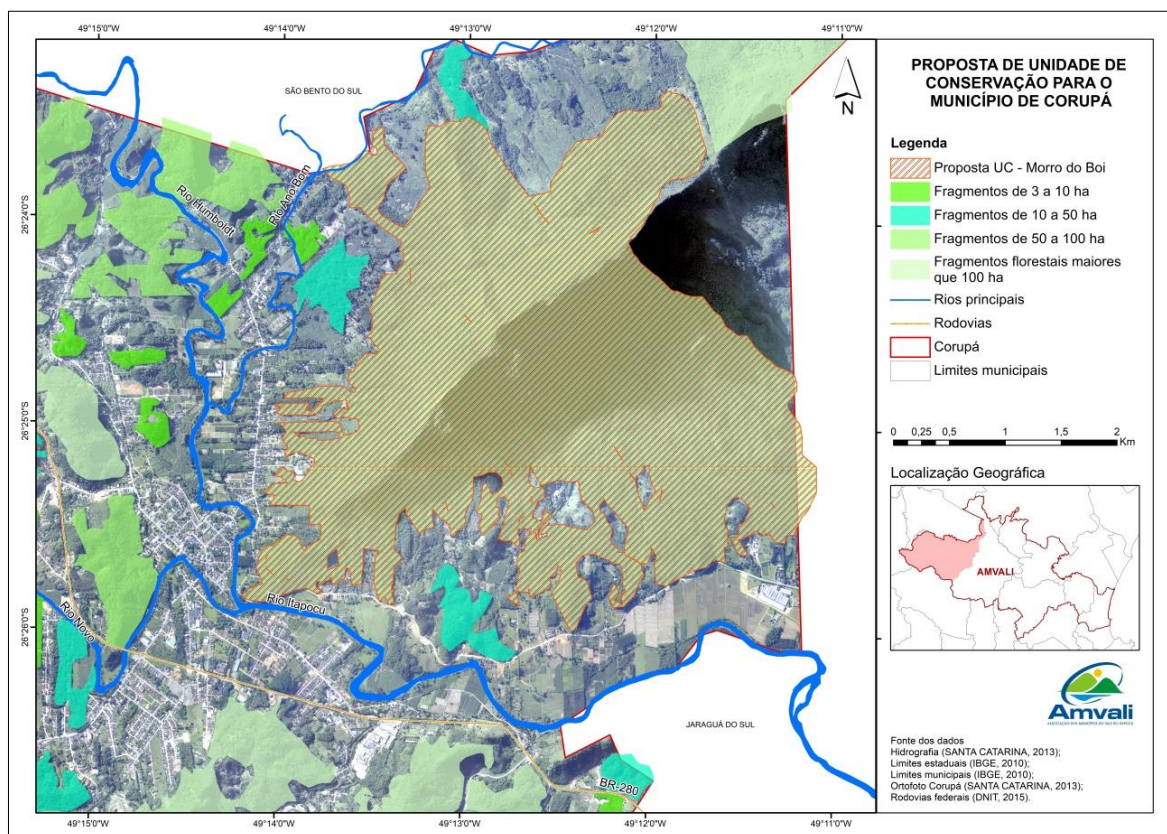 49°15'0"W
49°14'0"W
49°13'0"W
49°12'0"W
49°11'0"W
SÃO BENTO DO SUL
N
26°24'0"S
26°25'0"S
26°26'0"S
Rio Humboldt
Rio Ano Bom
Rio Novo
Rio Itapocu
JARAGUÁ DO SUL
BR-280
49°15'0"W
49°14'0"W
49°13'0"W
49°12'0"W
49°11'0"W
PROPOSTA DE UNIDADE DE
CONSERVAÇÃO PARA O
MUNICÍPIO DE CORUPÁ
Legenda
Proposta UC - Morro do Boi
Fragmentos de 3 a 10 ha
Fragmentos de 10 a 50 ha
Fragmentos de 50 a 100 ha
Fragmentos florestais maiores
que 100 ha
Rios principais
Rodovias
Corupá
Limites municipais
0 0,25 0,5 1 1,5 2
Km
Localização Geográfica
AMVALI
Amvali
ASSOCIAÇÃO DOS MUNICÍPIOS DO VALE DO ITAPOCU
Fonte dos dados
Hidrografia (SANTA CATARINA, 2013);
Limites estaduais (IBGE, 2010);
Limites municipais (IBGE, 2010);
Ortofoto Corupá (SANTA CATARINA, 2013);
Rodovias federais (DNIT, 2015).